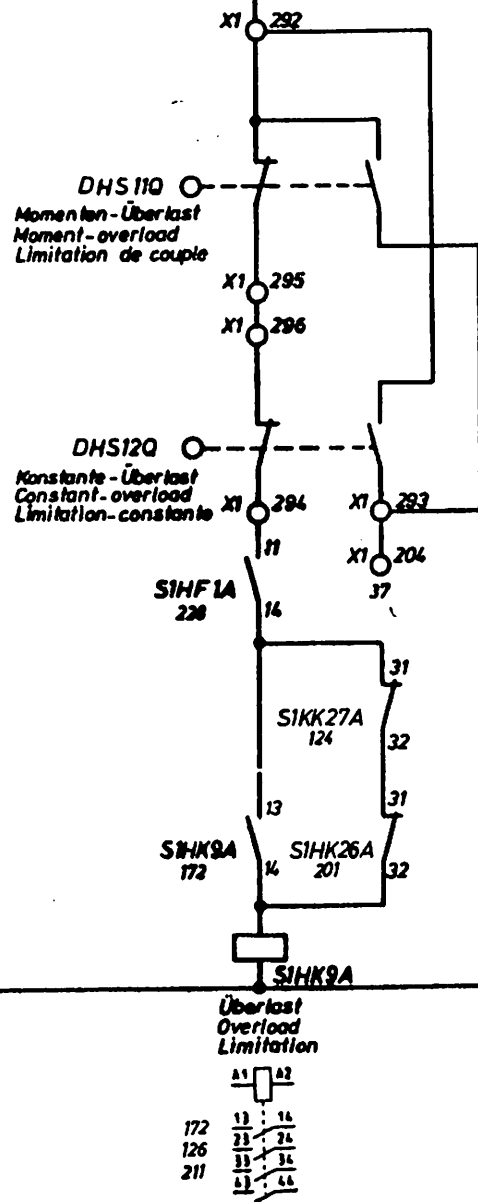 X1 292
DHS11Q
Momenten-Überlast
Moment-overload
Limitation de couple
X1 295
X1 296
DHS12Q
Konstante-Überlast
Constant-overload
Limitation-constante
X1 294
X1 293
X1 204
37
11
S1HF1A
228
14
31
S1KK27A
124
32
13
31
S1HK9A
172
14
S1HK26A
201
32
S1HK9A
Überlast
Overload
Limitation
A1 A2
172 13 14
126 23 24
211 33 34
43 44